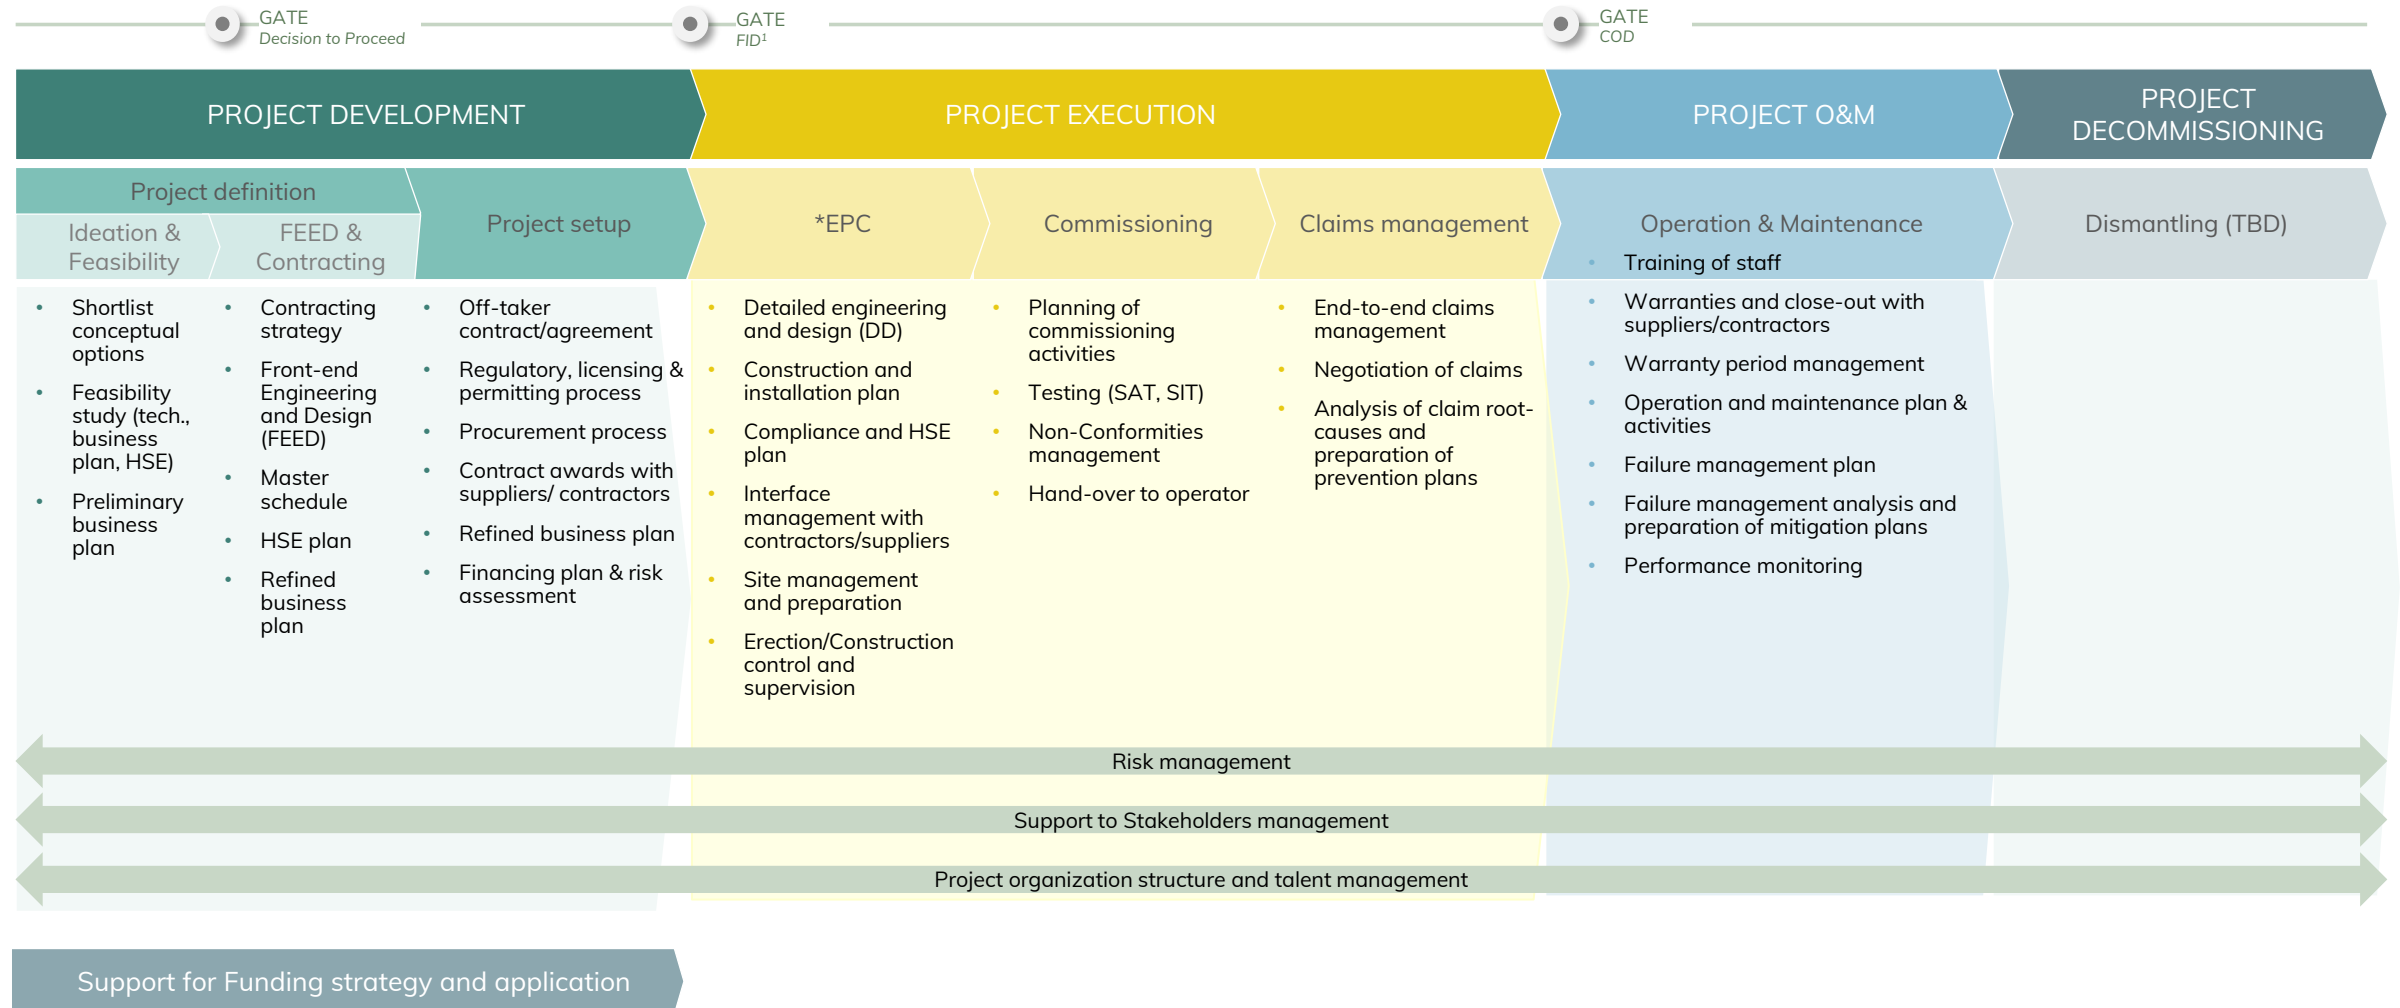 GATE
Decision to Proceed
GATE
FID¹
GATE
COD
PROJECT DEVELOPMENT
PROJECT EXECUTION
PROJECT O&M
PROJECT
DECOMMISSIONING
Project definition
Ideation &
Feasibility
FEED &
Contracting
Project setup
*EPC
Commissioning
Claims management
Operation & Maintenance
Dismantling (TBD)
• Shortlist
conceptual
options
• Feasibility
study (tech.,
business
plan, HSE)
• Preliminary
business
plan
• Contracting
strategy
• Front-end
Engineering
and Design
(FEED)
• Master
schedule
• HSE plan
• Refined
business
plan
• Off-taker
contract/agreement
• Regulatory, licensing &
permitting process
• Procurement process
• Contract awards with
suppliers/ contractors
• Refined business plan
• Financing plan & risk
assessment
• Detailed engineering
and design (DD)
• Construction and
installation plan
• Compliance and HSE
plan
• Interface
management with
contractors/suppliers
• Site management
and preparation
• Erection/Construction
control and
supervision
• Planning of
commissioning
activities
• Testing (SAT, SIT)
• Non-Conformities
management
• Hand-over to operator
• End-to-end claims
management
• Negotiation of claims
• Analysis of claim root-
causes and
preparation of
prevention plans
• Training of staff
• Warranties and close-out with
suppliers/contractors
• Warranty period management
• Operation and maintenance plan &
activities
• Failure management plan
• Failure management analysis and
preparation of mitigation plans
• Performance monitoring
Risk management
Support to Stakeholders management
Project organization structure and talent management
Support for Funding strategy and application